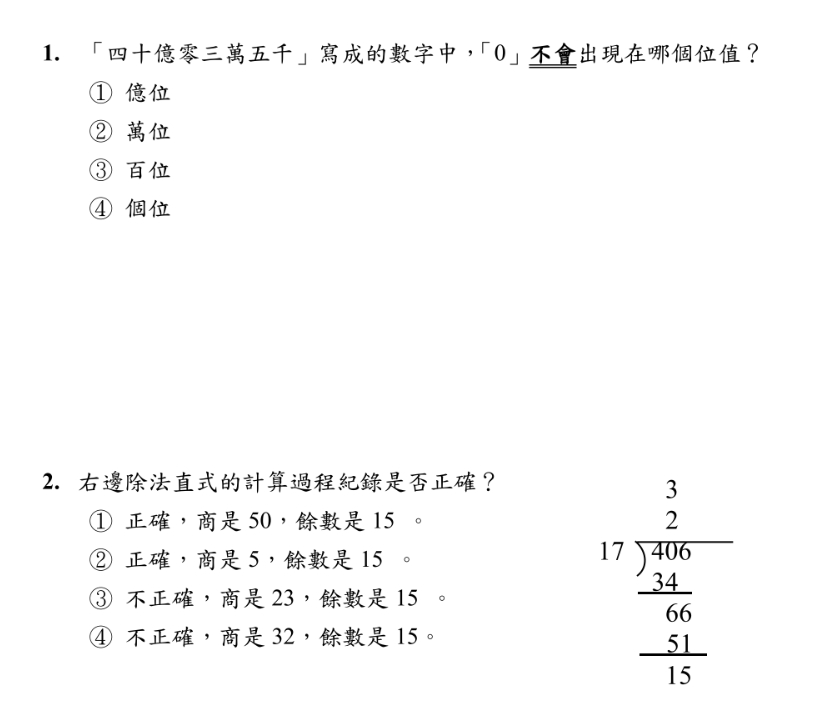 1. 「四十億零三萬五千」寫成的數字中，「0」不會出現在哪個位值？
① 億位
② 萬位
③ 百位
④ 個位
2. 右邊除法直式的計算過程紀錄是否正確？
① 正確，商是 50，餘數是 15 。
② 正確，商是 5，餘數是 15 。
③ 不正確，商是 23，餘數是 15 。
④ 不正確，商是 32，餘數是 15。
3
2
17 ) 406
34
66
51
15